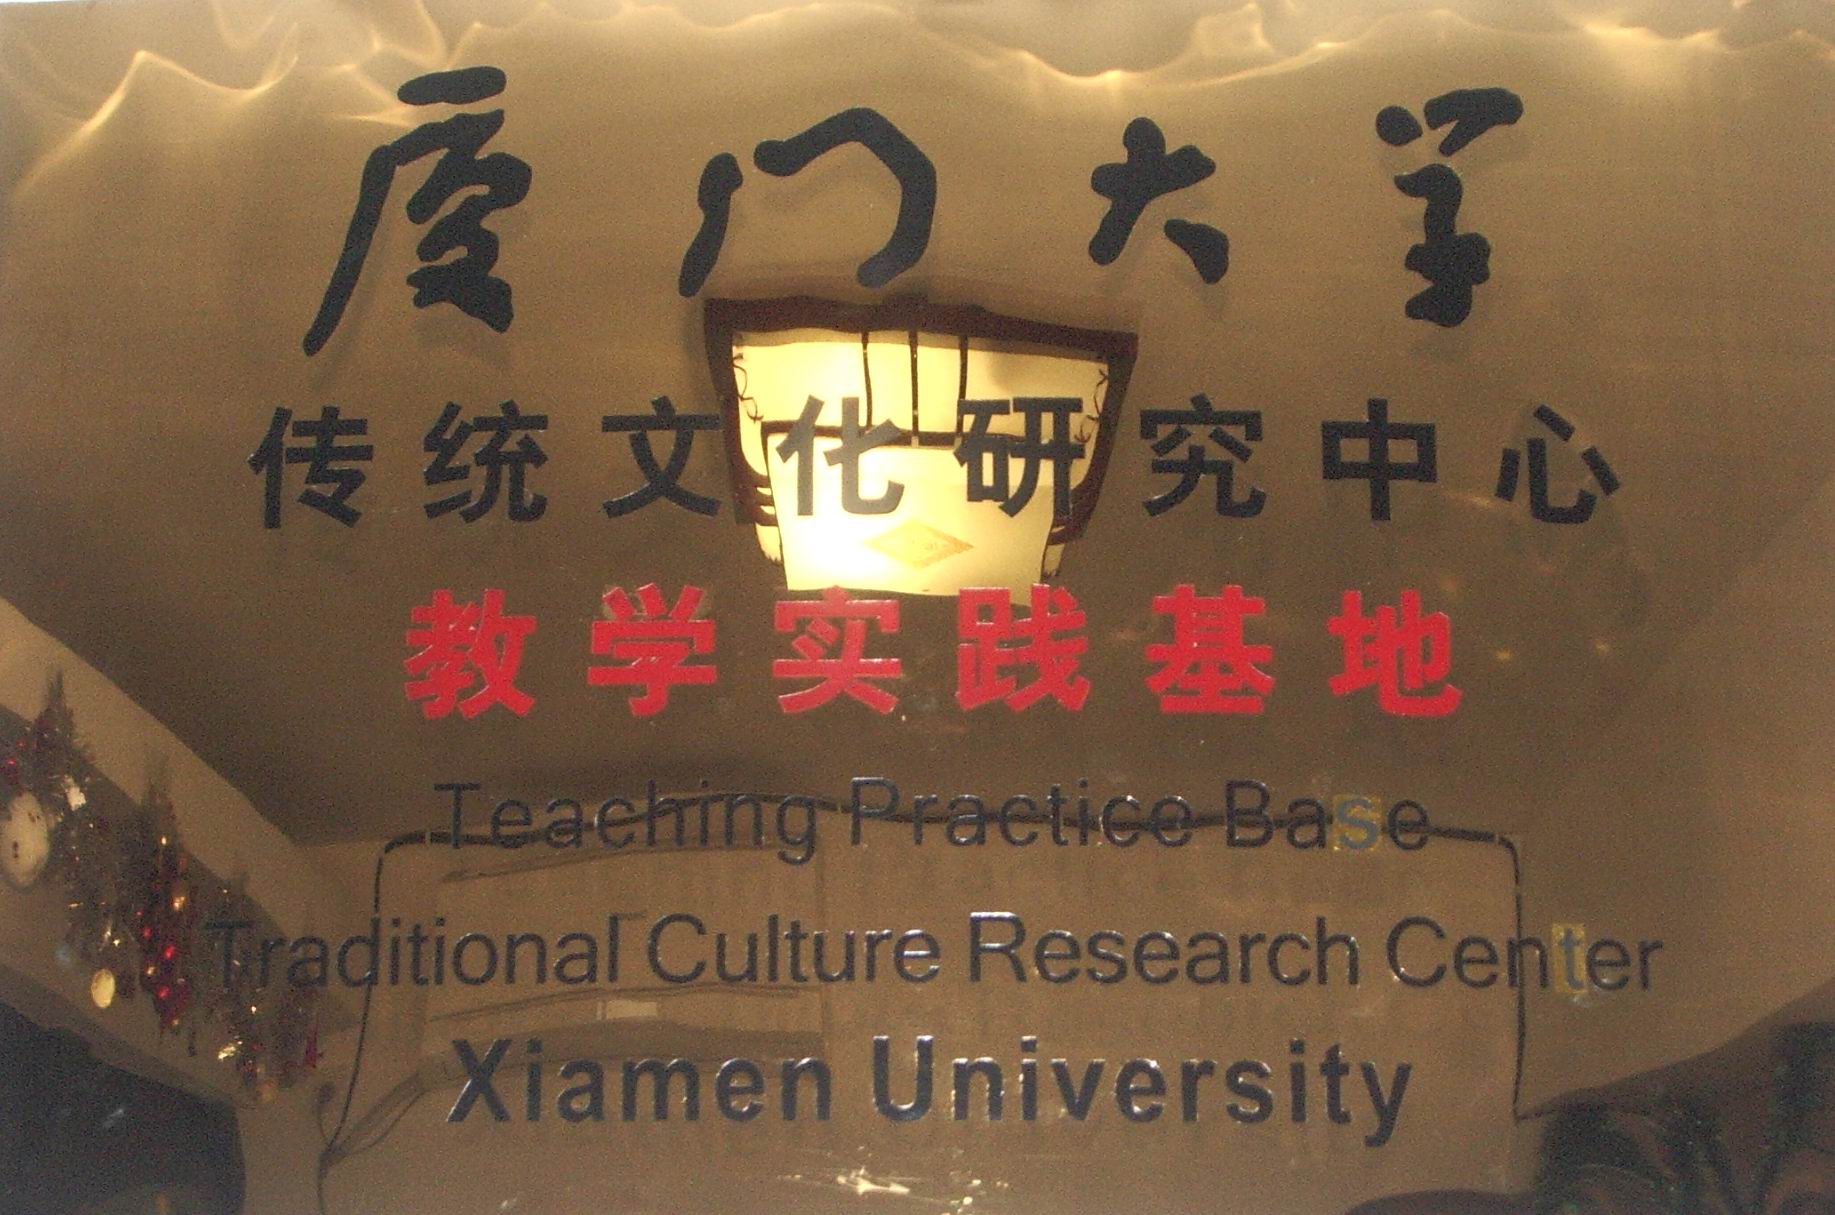 厦门大学
传统文化研究中心
教学实践基地
Teaching Practice Base
Traditional Culture Research Center
Xiamen University